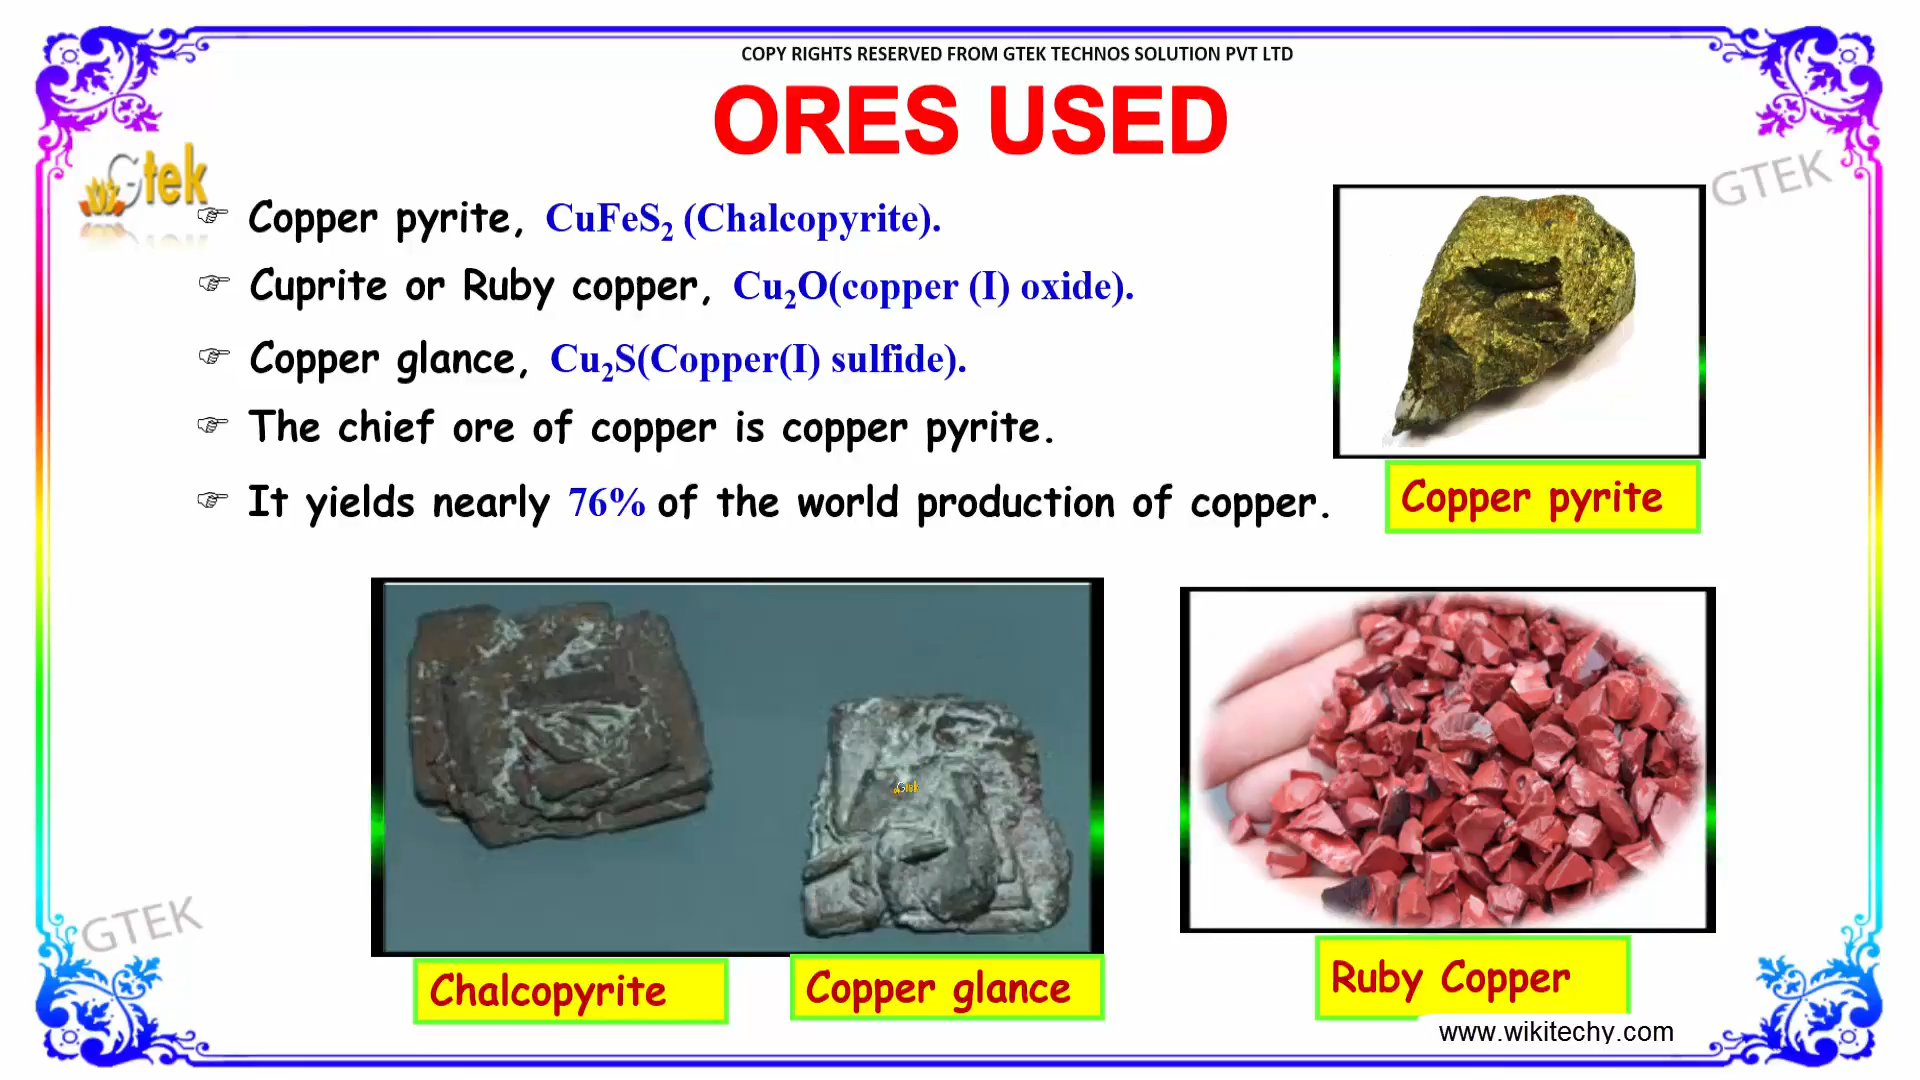 COPY RIGHTS RESERVED FROM GTEK TECHNOS SOLUTION PVT LTD
ORES USED
Gtek
GTEK
Copper pyrite, CuFeS₂ (Chalcopyrite).
Cuprite or Ruby copper, Cu₂O(copper (I) oxide).
Copper glance, Cu₂S(Copper(I) sulfide).
The chief ore of copper is copper pyrite.
It yields nearly 76% of the world production of copper.
Copper pyrite
Gtek
GTEK
Chalcopyrite
Copper glance
Ruby Copper
www.wikitechy.com